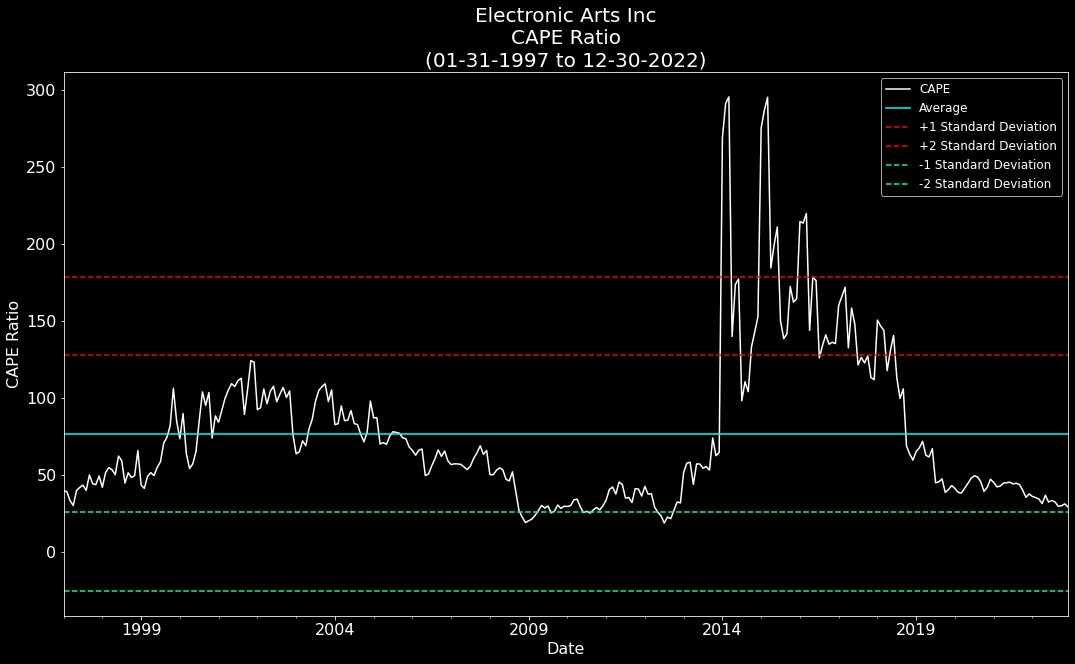 Electronic Arts Inc
CAPE Ratio
(01-31-1997 to 12-30-2022)
CAPE
Average
+1 Standard Deviation
+2 Standard Deviation
-1 Standard Deviation
-2 Standard Deviation
CAPE Ratio
300
250
200
150
100
50
0
1999
2004
2009
2014
2019
Date